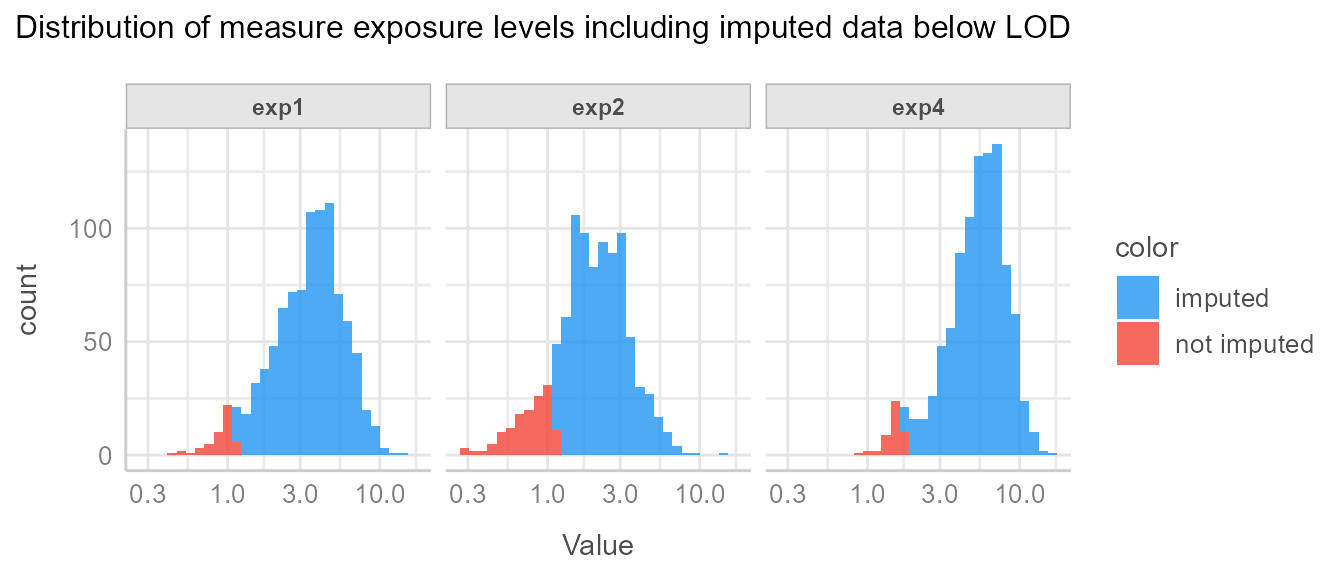 Distribution of measure exposure levels including imputed data below LOD
exp1 exp2 exp4
count
100
50
0
0.3 1.0 3.0 10.0 0.3 1.0 3.0 10.0 0.3 1.0 3.0 10.0
Value
color
imputed
not imputed